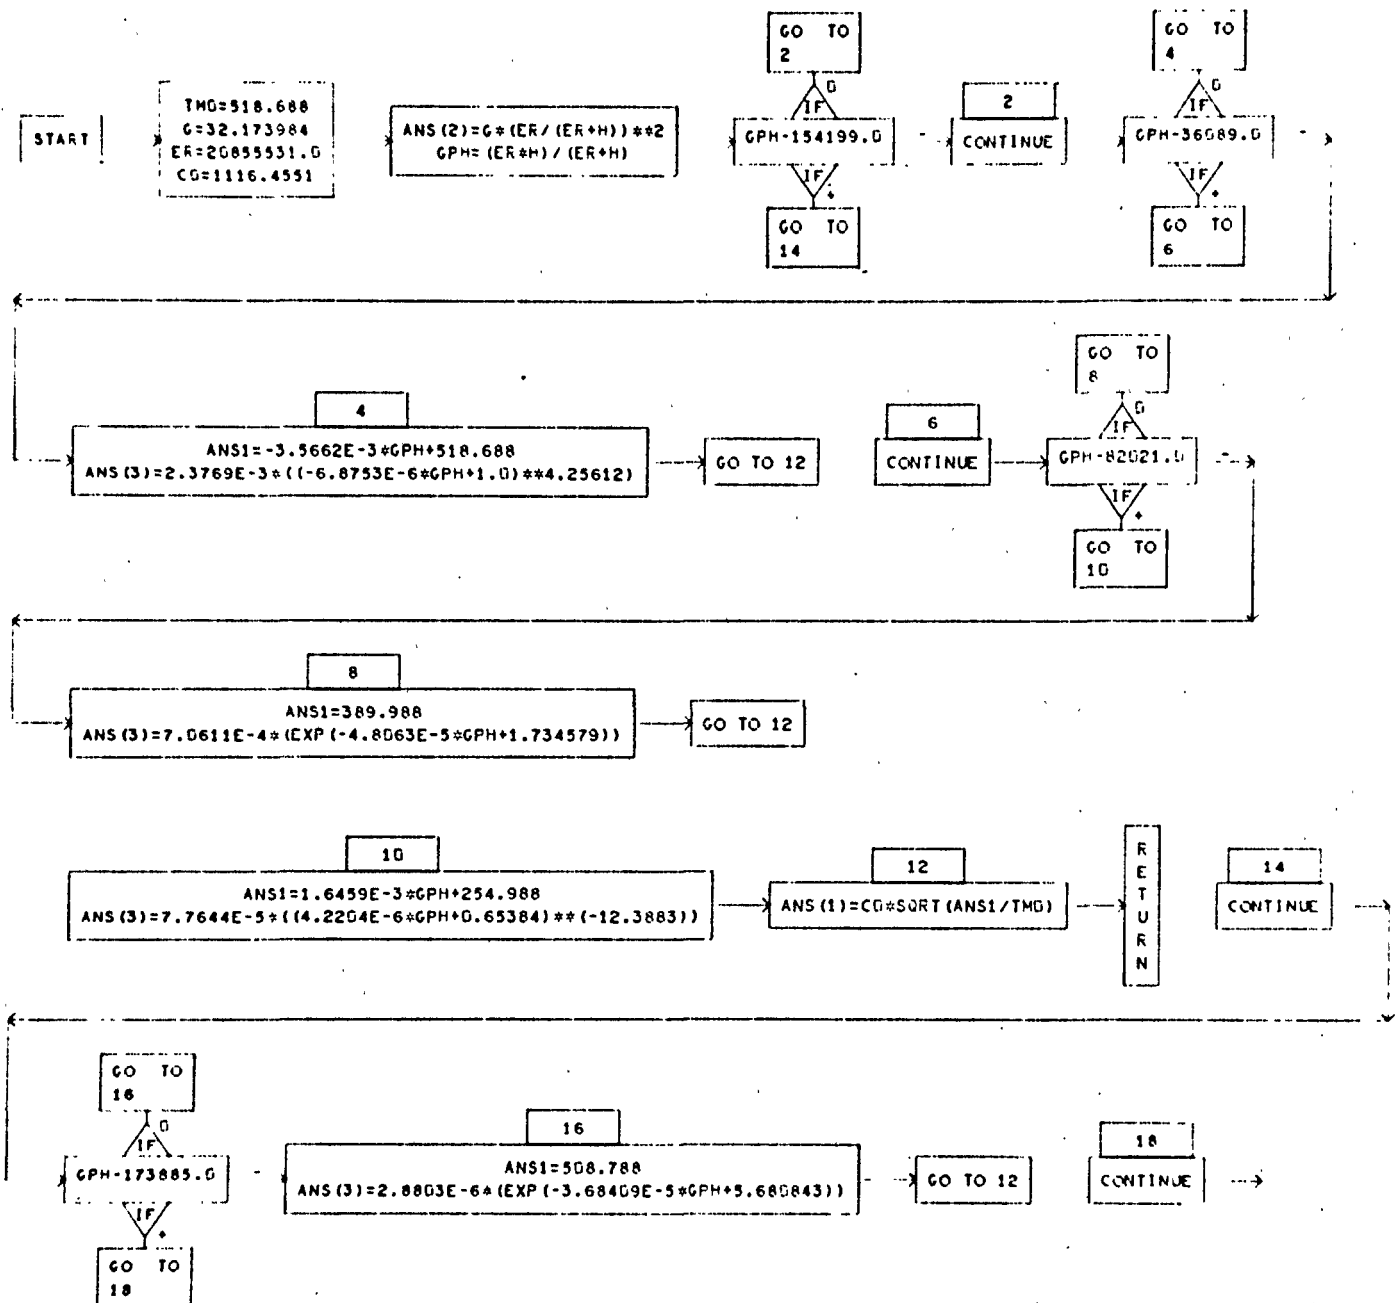 START
TMO=518.688
G=32.173984
ER=20855531.0
CO=1116.4551
ANS(2)=G*(ER/(ER+H))**2
GPH=(ER*H)/(ER+H)
GO TO
2
0
IF
GPH-154199.0
-
IF
+
GO TO
14
2
CONTINUE
GO TO
4
0
IF
GPH-36089.0
-
IF
+
GO TO
6
4
ANS1=-3.5662E-3*GPH+518.688
ANS(3)=2.3769E-3*((-6.8753E-6*GPH+1.0)**4.25612)
GO TO 12
6
CONTINUE
GO TO
8
0
IF
GPH-82021.0
-
IF
+
GO TO
10
8
ANS1=389.988
ANS(3)=7.0611E-4*(EXP(-4.8063E-5*GPH+1.734579))
GO TO 12
10
ANS1=1.6459E-3*GPH+254.988
ANS(3)=7.7644E-5*((4.2204E-6*GPH+0.65384)**(-12.3883))
12
ANS(1)=CO*SQRT(ANS1/TMO)
RETURN
14
CONTINUE
GO TO
16
0
IF
GPH-173885.0
-
IF
+
GO TO
18
16
ANS1=508.788
ANS(3)=2.8803E-6*(EXP(-3.68409E-5*GPH+5.680843))
GO TO 12
18
CONTINUE